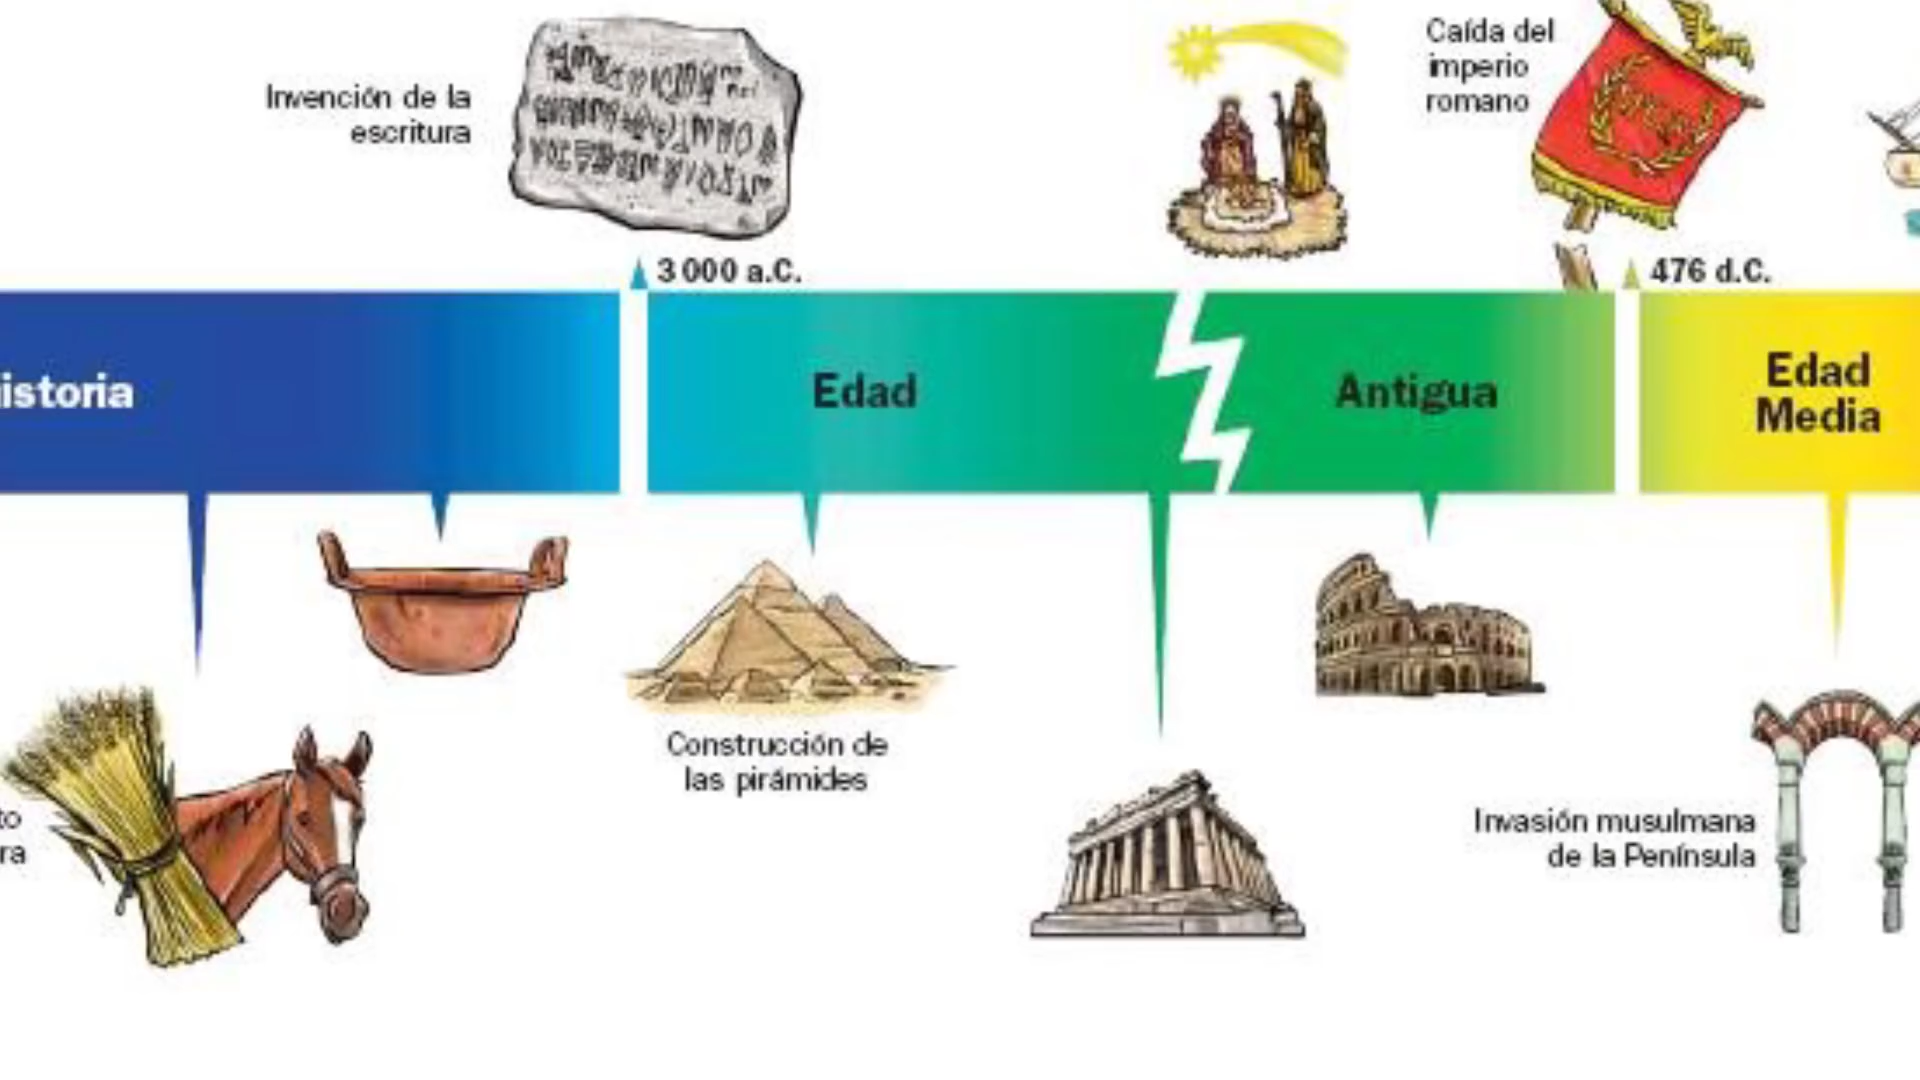 Invención de la
escritura
3 000 a.C.
Caída del
imperio
romano
476 d.C.
istoria
Edad
Antigua
Edad
Media
Construcción de
las pirámides
to
ra
Invasión musulmana
de la Península